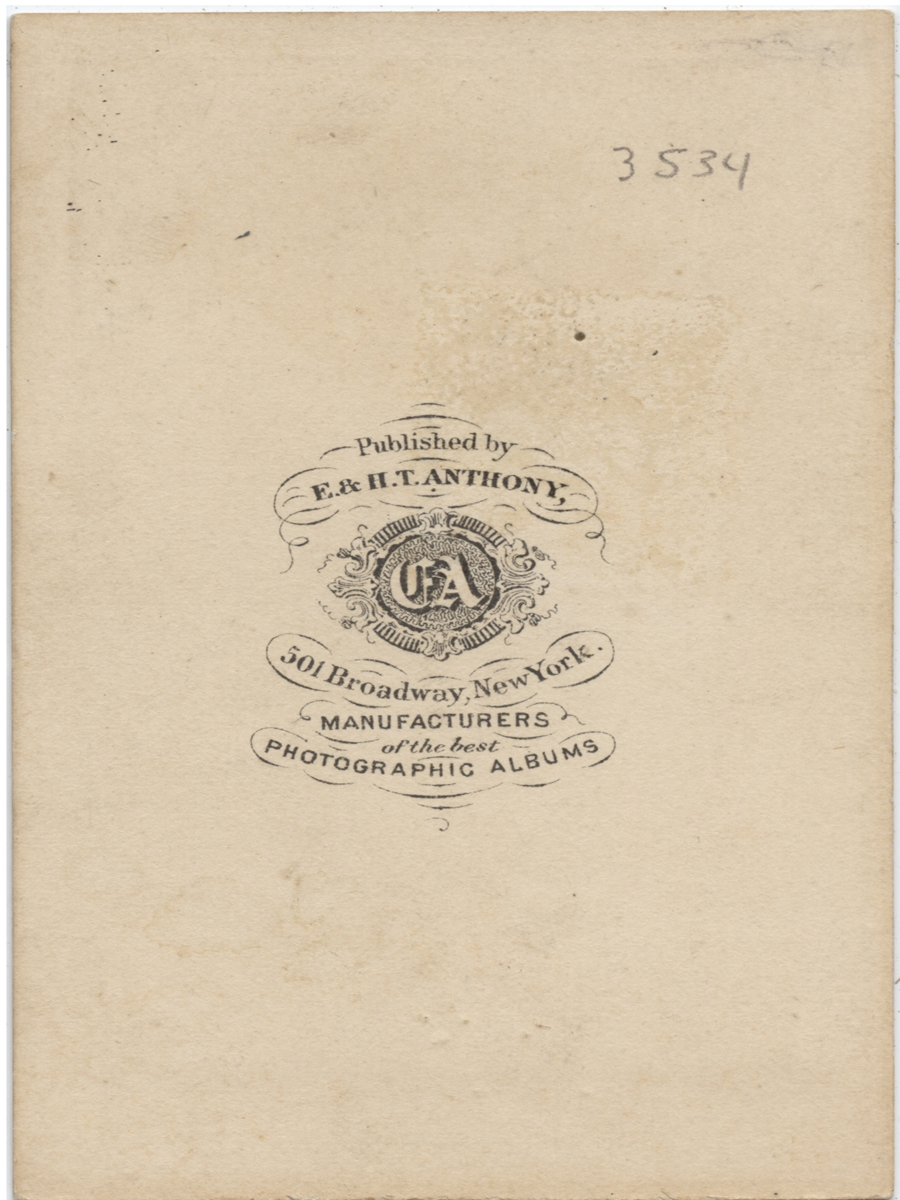 3534
Published by
E. & H. T. ANTHONY,
EA
501 Broadway, New York.
MANUFACTURERS
of the best
PHOTOGRAPHIC ALBUMS